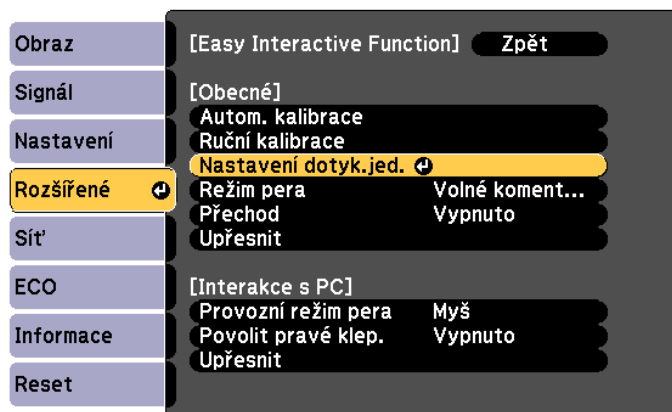 Obraz
Signál
Nastavení
Rozšířené
Síť
ECO
Informace
Reset
[Easy Interactive Function] Zpět
[Obecné]
Autom. kalibrace
Ruční kalibrace
Nastavení dotyk.jed.
Režim pera Volné koment...
Přechod Vypnuto
Upřesnit
[Interakce s PC]
Provozní režim pera Myš
Povolit pravé klep. Vypnuto
Upřesnit